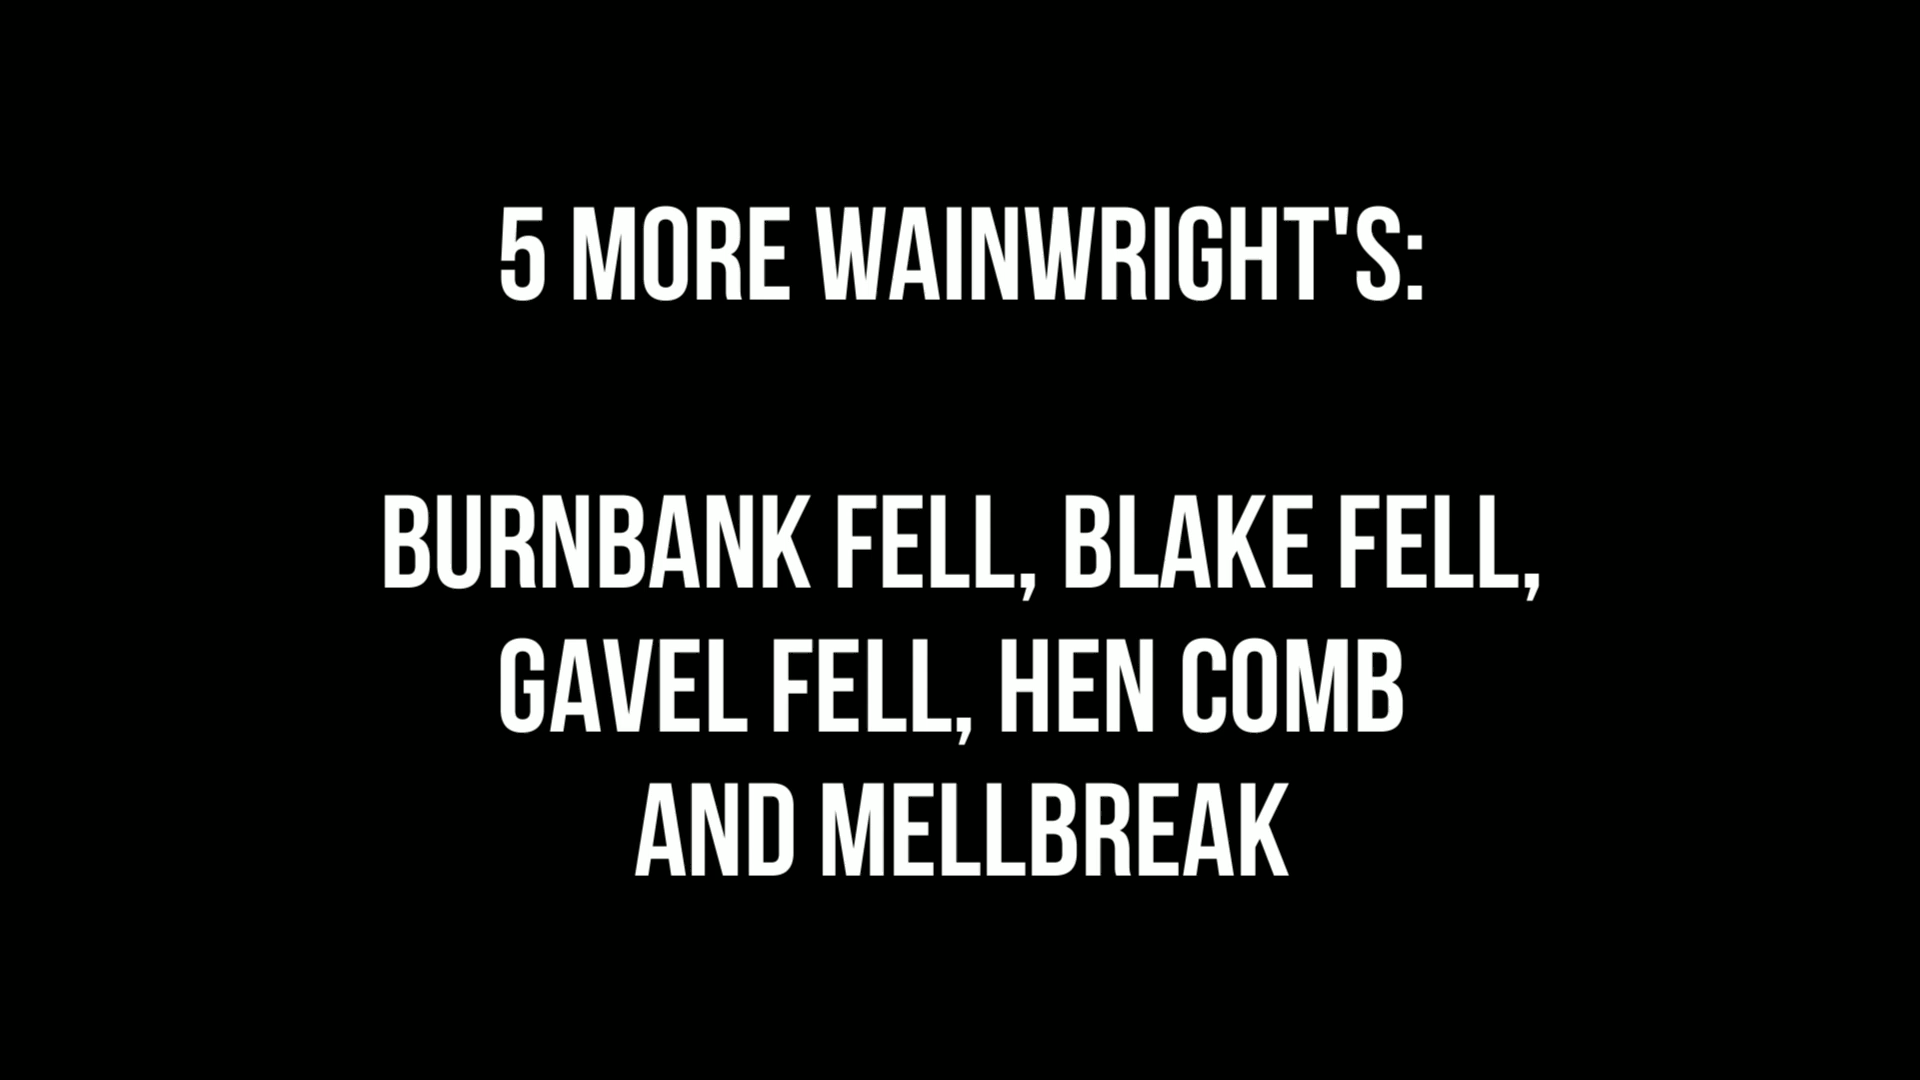 5 MORE WAINWRIGHT'S:
BURNBANK FELL, BLAKE FELL,
GAVEL FELL, HEN COMB
AND MELLBREAK